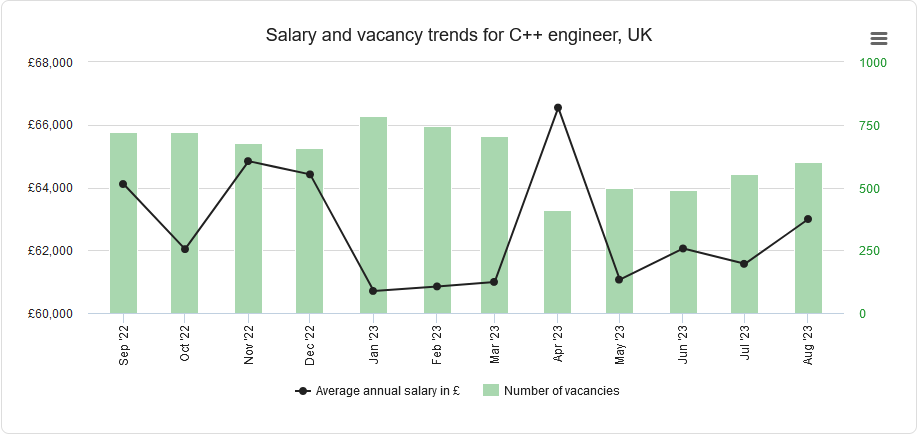 Salary and vacancy trends for C++ engineer, UK
£68,000
£66,000
£64,000
£62,000
£60,000
1000
750
500
250
0
Sep '22
Oct '22
Nov '22
Dec '22
Jan '23
Feb '23
Mar '23
Apr '23
May '23
Jun '23
Jul '23
Aug '23
Average annual salary in £
Number of vacancies